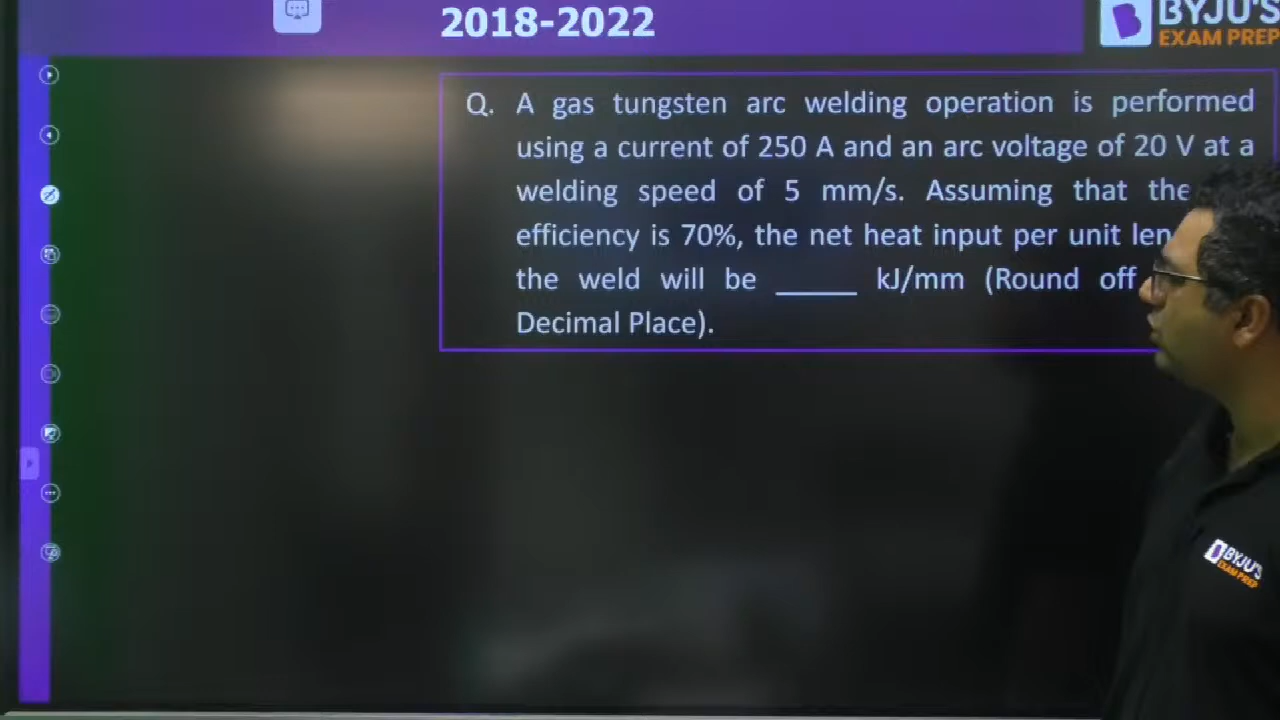 2018-2022
BYJU'S
EXAM PREP
Q. A gas tungsten arc welding operation is performed
using a current of 250 A and an arc voltage of 20 V at a
welding speed of 5 mm/s. Assuming that the
efficiency is 70%, the net heat input per unit
the weld will be _____ kJ/mm (Round off
Decimal Place).
BYJU'S
EXAM PREP